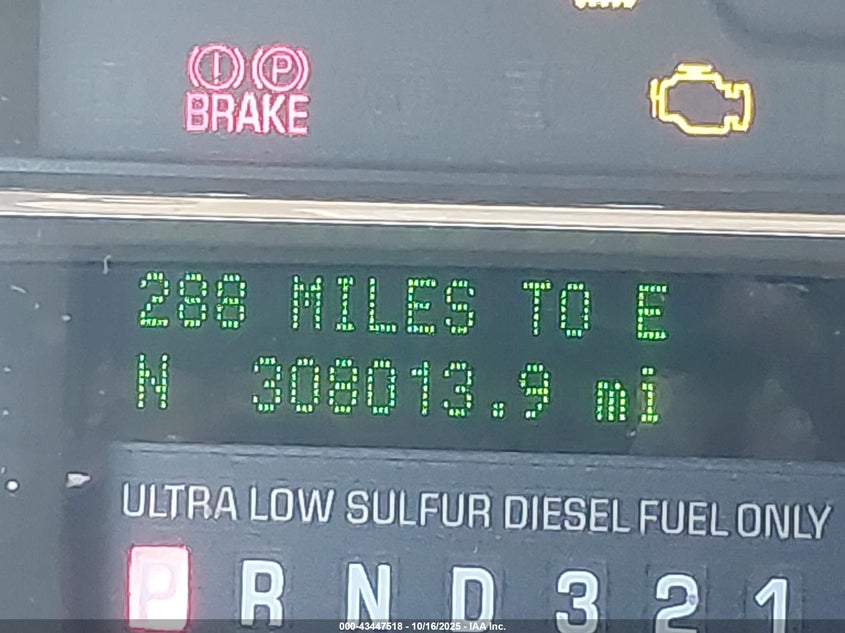 ! P
BRAKE
288 MILES TO E
N 308013.9 mi
ULTRA LOW SULFUR DIESEL FUEL ONLY
P R N D 3 2 1
000-43447518 - 10/16/2025 - IAA Inc.